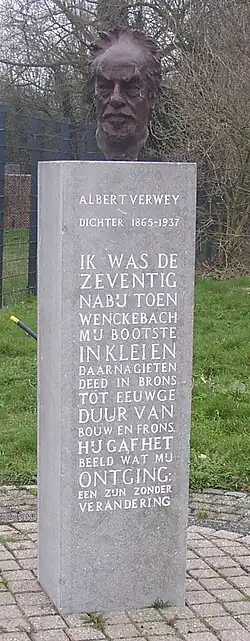 ALBERT VERWEY
~
DICHTER 1865-1937
IK WAS DE
ZEVENTIG
NABIJ TOEN
WENCKEBACH
MIJ BOOTSTE
IN KLEI EN
DAARNA GIETEN
DEED IN BRONS
TOT EEUWGE
DUUR VAN
BOUW EN FRONS.
HIJ GAF HET
BEELD WAT MIJ
ONTGING:
EEN ZIJN ZONDER
VERANDERING